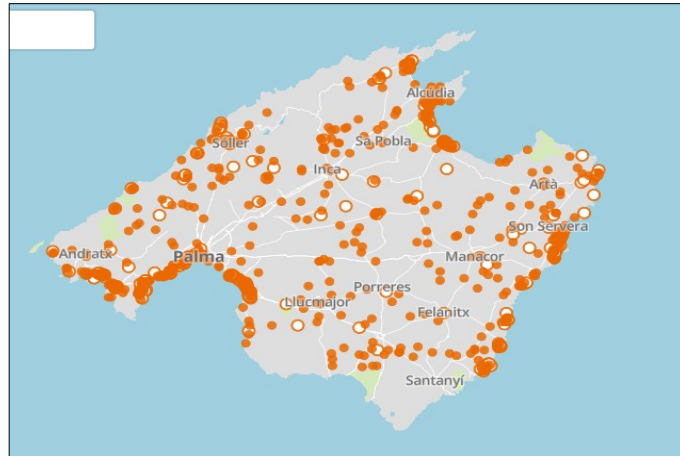 Alcúdia
Sóller
Sa Pobla
Inca
Artà
Son Servera
Andratx
Palma
Manacor
Porreres
Llucmajor
Felanitx
Santanyí